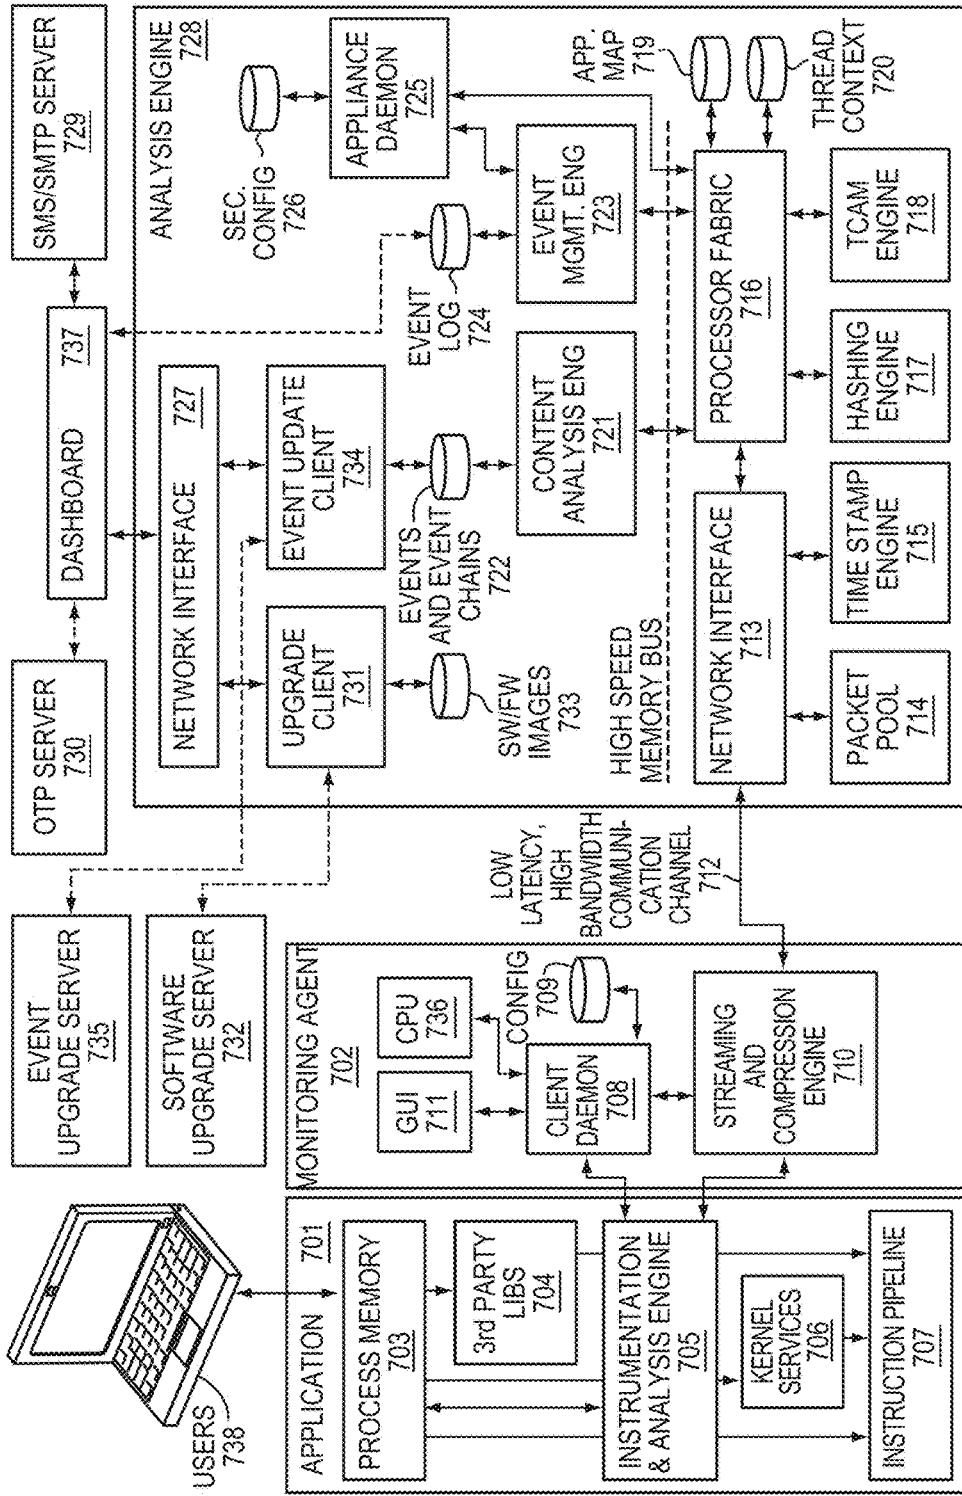 USERS
738
APPLICATION 701
PROCESS MEMORY
703
3rd PARTY
LIBS
704
INSTRUMENTATION
& ANALYSIS ENGINE
705
KERNEL
SERVICES
706
INSTRUCTION PIPELINE
707
EVENT
UPGRADE SERVER
735
SOFTWARE
UPGRADE SERVER
732
MONITORING AGENT
702
GUI
711
CPU
736
CONFIG
709
CLIENT
DAEMON
708
STREAMING
AND
COMPRESSION
ENGINE
710
LOW
LATENCY,
HIGH
BANDWIDTH
COMMUNI-
CATION
CHANNEL
712
OTP SERVER
730
DASHBOARD 737
SMS/SMTP SERVER
729
ANALYSIS ENGINE
728
NETWORK INTERFACE 727
UPGRADE
CLIENT
731
EVENT UPDATE
CLIENT
734
SW/FW
IMAGES
733
EVENTS
AND EVENT
CHAINS
722
EVENT
LOG
724
SEC.
CONFIG
726
APPLIANCE
DAEMON
725
CONTENT
ANALYSIS ENG
721
EVENT
MGMT. ENG
723
HIGH SPEED
MEMORY BUS
APP.
MAP
719
THREAD
CONTEXT
720
NETWORK INTERFACE
713
PROCESSOR FABRIC
716
PACKET
POOL
714
TIME STAMP
ENGINE
715
HASHING
ENGINE
717
TCAM
ENGINE
718